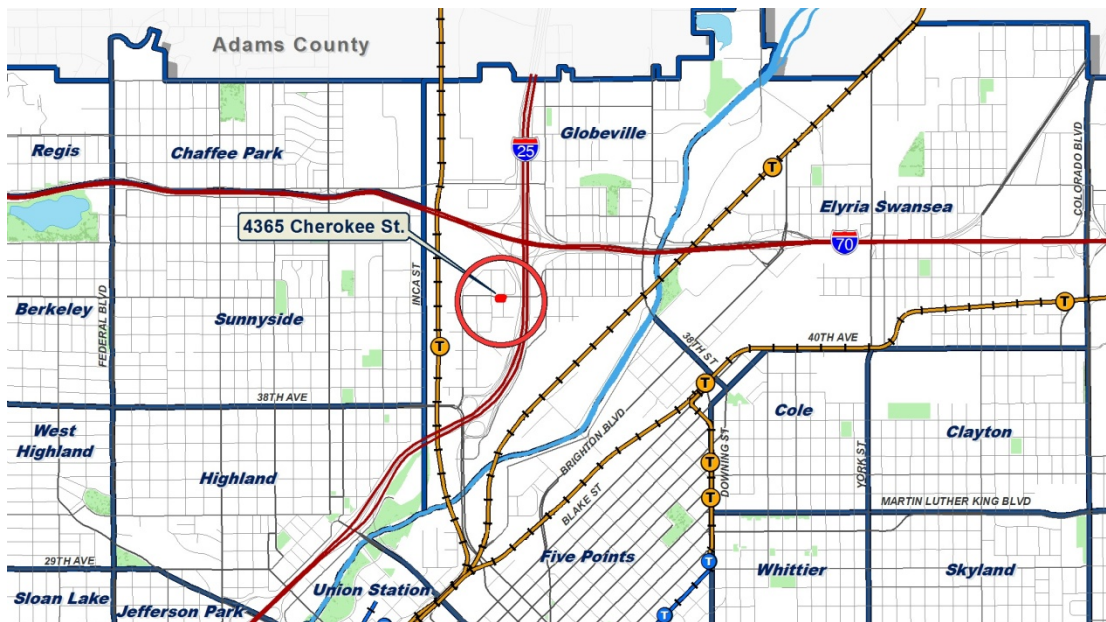 Adams County
Globeville
Regis
Chaffee Park
25
T
COLORADO BLVD
Elyria Swansea
4365 Cherokee St.
70
INCA ST
Berkeley
FEDERAL BLVD
Sunnyside
T
T
38TH ST
40TH AVE
T
T
38TH AVE
Cole
West
Highland
Clayton
BRIGHTON BLVD
DOWNING ST
YORK ST
Highland
T
T
BLAKE ST
MARTIN LUTHER KING BLVD
29TH AVE
Five Points
T
Whittier
Skyland
Sloan Lake
Jefferson Park
Union Station
T
T